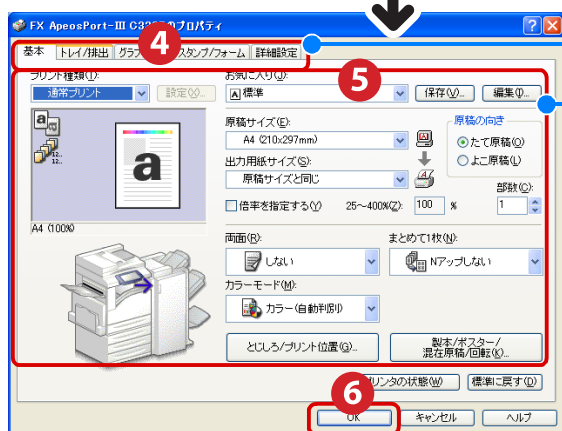 FX ApeosPort-III C33
のプロパティ
4
基本 トレイ/排出 グラフ スタンプ/フォーム 詳細設定
5
プリント種類(T):
通常プリント 設定(X)...
お気に入り(J):
A 標準 保存(V)... 編集(I)...
原稿サイズ(E):
A4 (210x297mm)
原稿の向き
たて原稿(O)
よこ原稿(L)
出力用紙サイズ(S):
原稿サイズと同じ
部数(C):
倍率を指定する(Y) 25~400%(Z): 100 % 1
a
12..
12..
a
A4 (100%)
両面(R): まとめて1枚(N):
しない Nアップしない
カラーモード(M):
カラー(自動判別)
とじしろ/プリント位置(G)...
製本/ポスター/
混在原稿/回転(K)...
リンタの状態(W) 標準に戻す(D)
6
OK キャンセル ヘルプ